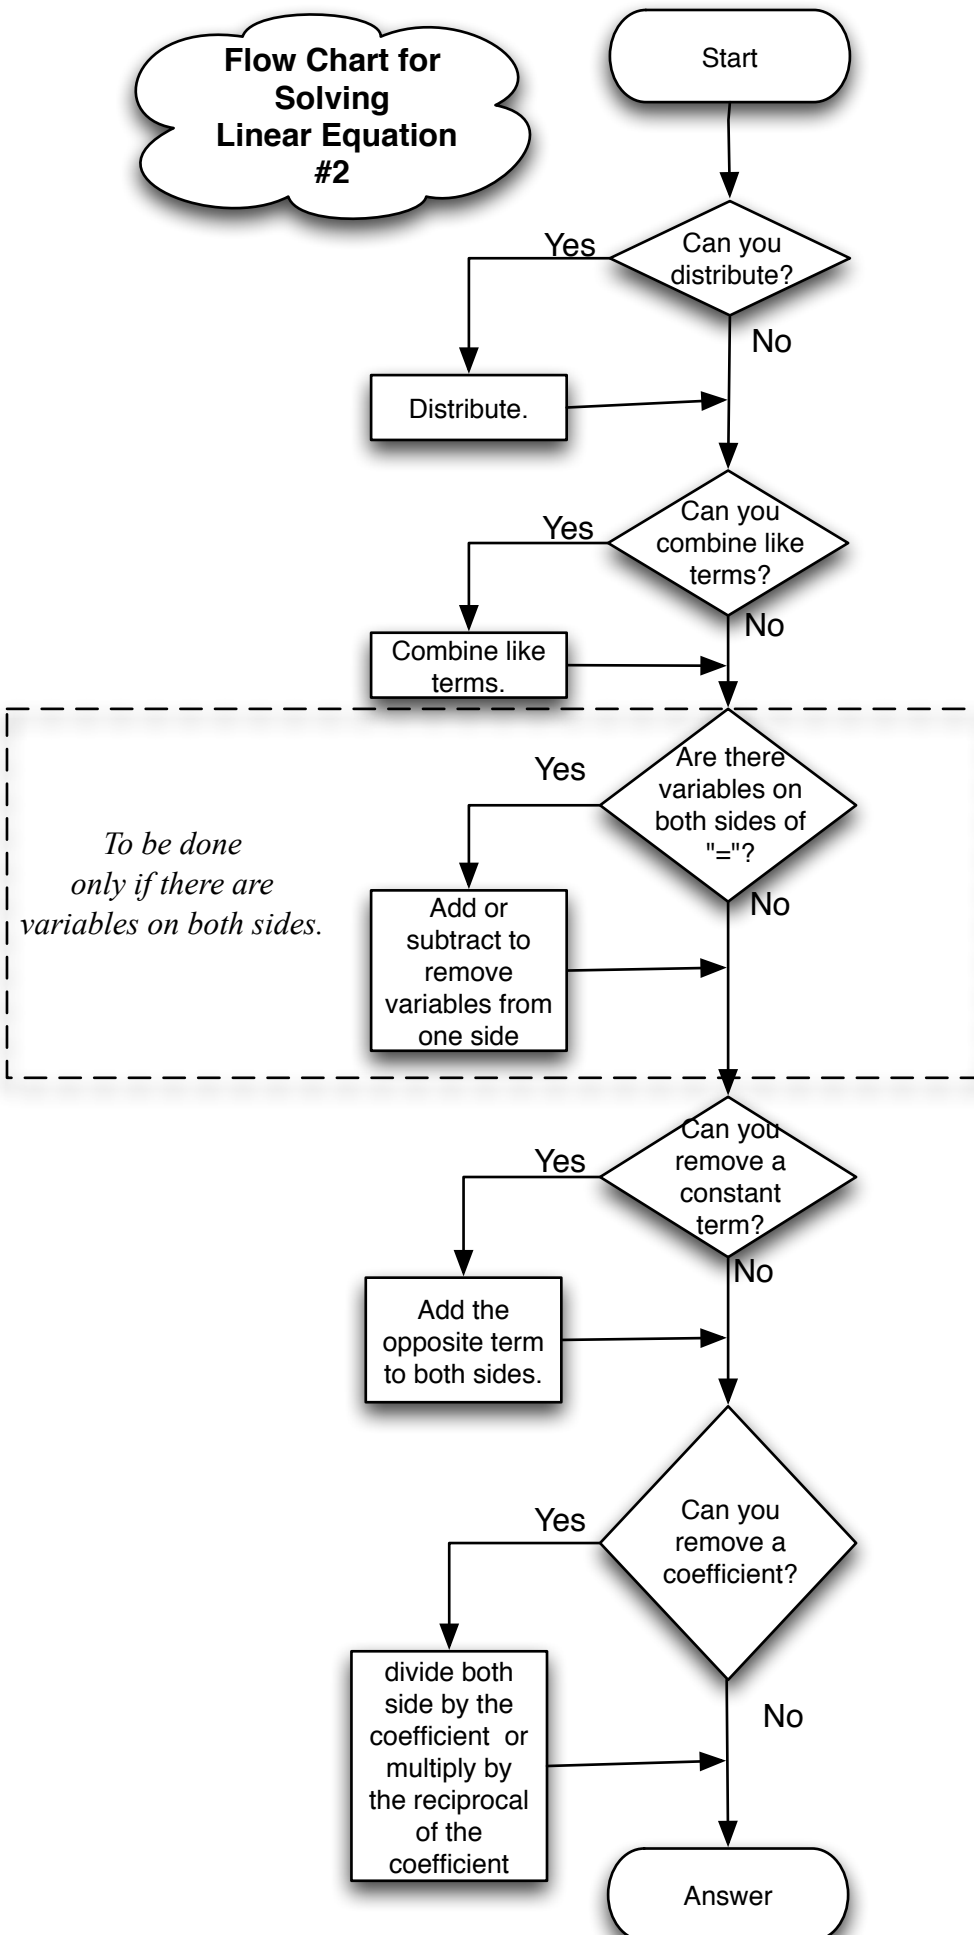 Flow Chart for
Solving
Linear Equation
#2
Start
Can you
distribute?
Yes
No
Distribute.
Can you
combine like
terms?
Yes
No
Combine like
terms.
Are there
variables on
both sides of
"="?
Yes
No
To be done
only if there are
variables on both sides.
Add or
subtract to
remove
variables from
one side
Can you
remove a
constant
term?
Yes
No
Add the
opposite term
to both sides.
Can you
remove a
coefficient?
Yes
No
divide both
side by the
coefficient or
multiply by
the reciprocal
of the
coefficient
Answer